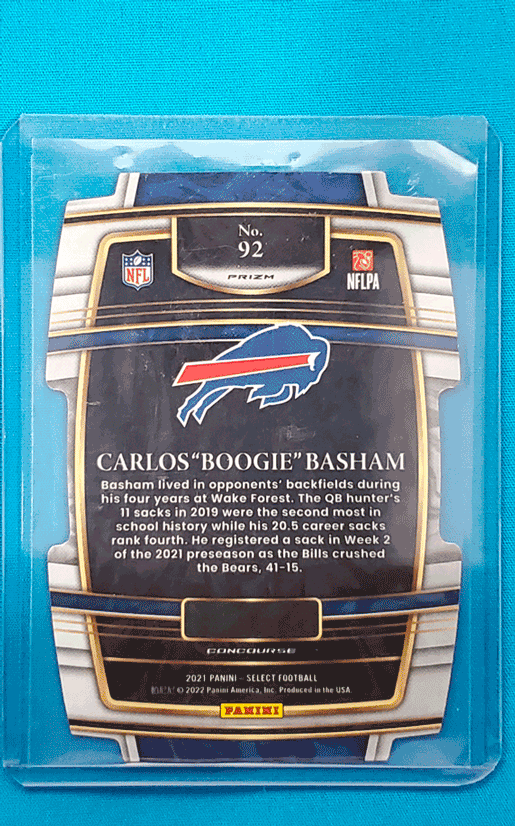 No.
92
PRIZM
NFL
NFLPA
CARLOS "BOOGIE" BASHAM
Basham lived in opponents' backfields during
his four years at Wake Forest. The QB hunter's
11 sacks in 2019 were the second most in
school history while his 20.5 career sacks
rank fourth. He registered a sack in Week 2
of the 2021 preseason as the Bills crushed
the Bears, 41-15.
CONCOURSE
2021 PANINI – SELECT FOOTBALL
© 2022 Panini America, Inc. Produced in the USA.
PANINI